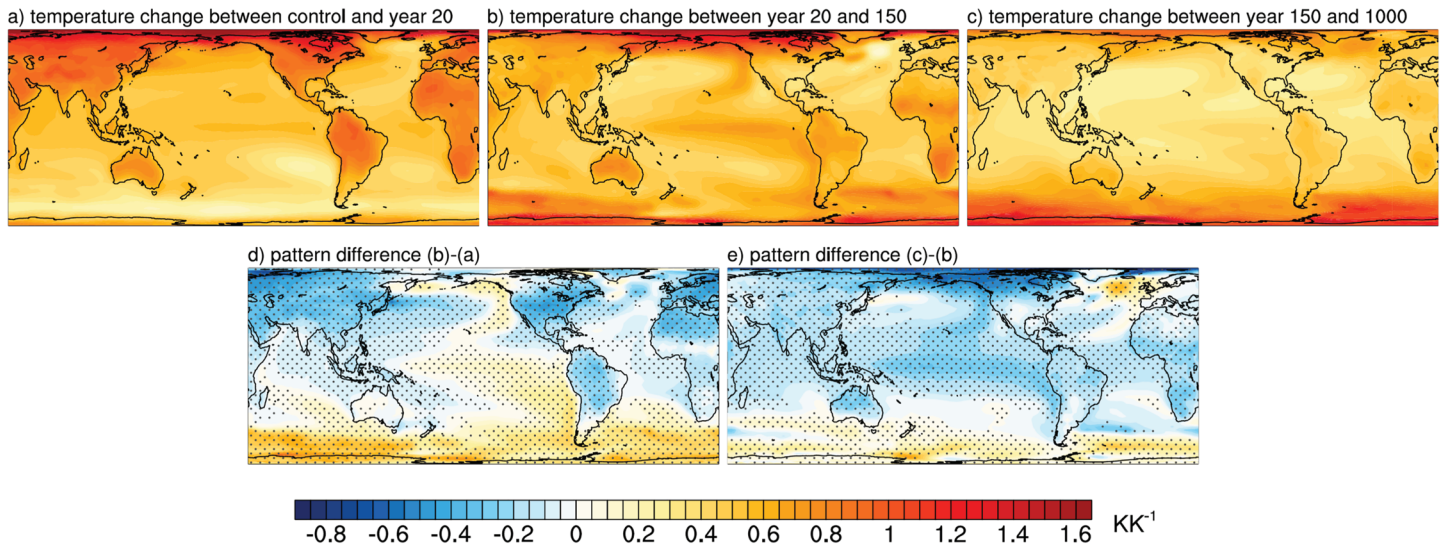 a) temperature change between control and year 20
b) temperature change between year 20 and 150
c) temperature change between year 150 and 1000
d) pattern difference (b)-(a)
e) pattern difference (c)-(b)
-0.8 -0.6 -0.4 -0.2 0 0.2 0.4 0.6 0.8 1 1.2 1.4 1.6 KK⁻¹